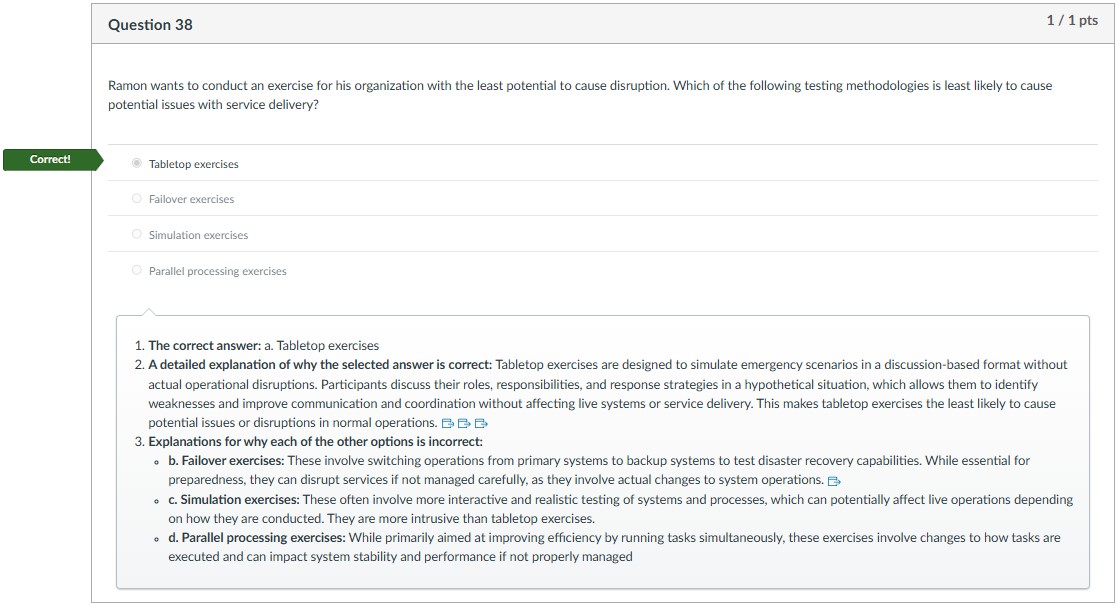 Question 38
1 / 1 pts
Ramon wants to conduct an exercise for his organization with the least potential to cause disruption. Which of the following testing methodologies is least likely to cause
potential issues with service delivery?
Correct!
Tabletop exercises
Failover exercises
Simulation exercises
Parallel processing exercises
1. The correct answer: a. Tabletop exercises
2. A detailed explanation of why the selected answer is correct: Tabletop exercises are designed to simulate emergency scenarios in a discussion-based format without
actual operational disruptions. Participants discuss their roles, responsibilities, and response strategies in a hypothetical situation, which allows them to identify
weaknesses and improve communication and coordination without affecting live systems or service delivery. This makes tabletop exercises the least likely to cause
potential issues or disruptions in normal operations.
3. Explanations for why each of the other options is incorrect:
b. Failover exercises: These involve switching operations from primary systems to backup systems to test disaster recovery capabilities. While essential for
preparedness, they can disrupt services if not managed carefully, as they involve actual changes to system operations.
c. Simulation exercises: These often involve more interactive and realistic testing of systems and processes, which can potentially affect live operations depending
on how they are conducted. They are more intrusive than tabletop exercises.
d. Parallel processing exercises: While primarily aimed at improving efficiency by running tasks simultaneously, these exercises involve changes to how tasks are
executed and can impact system stability and performance if not properly managed